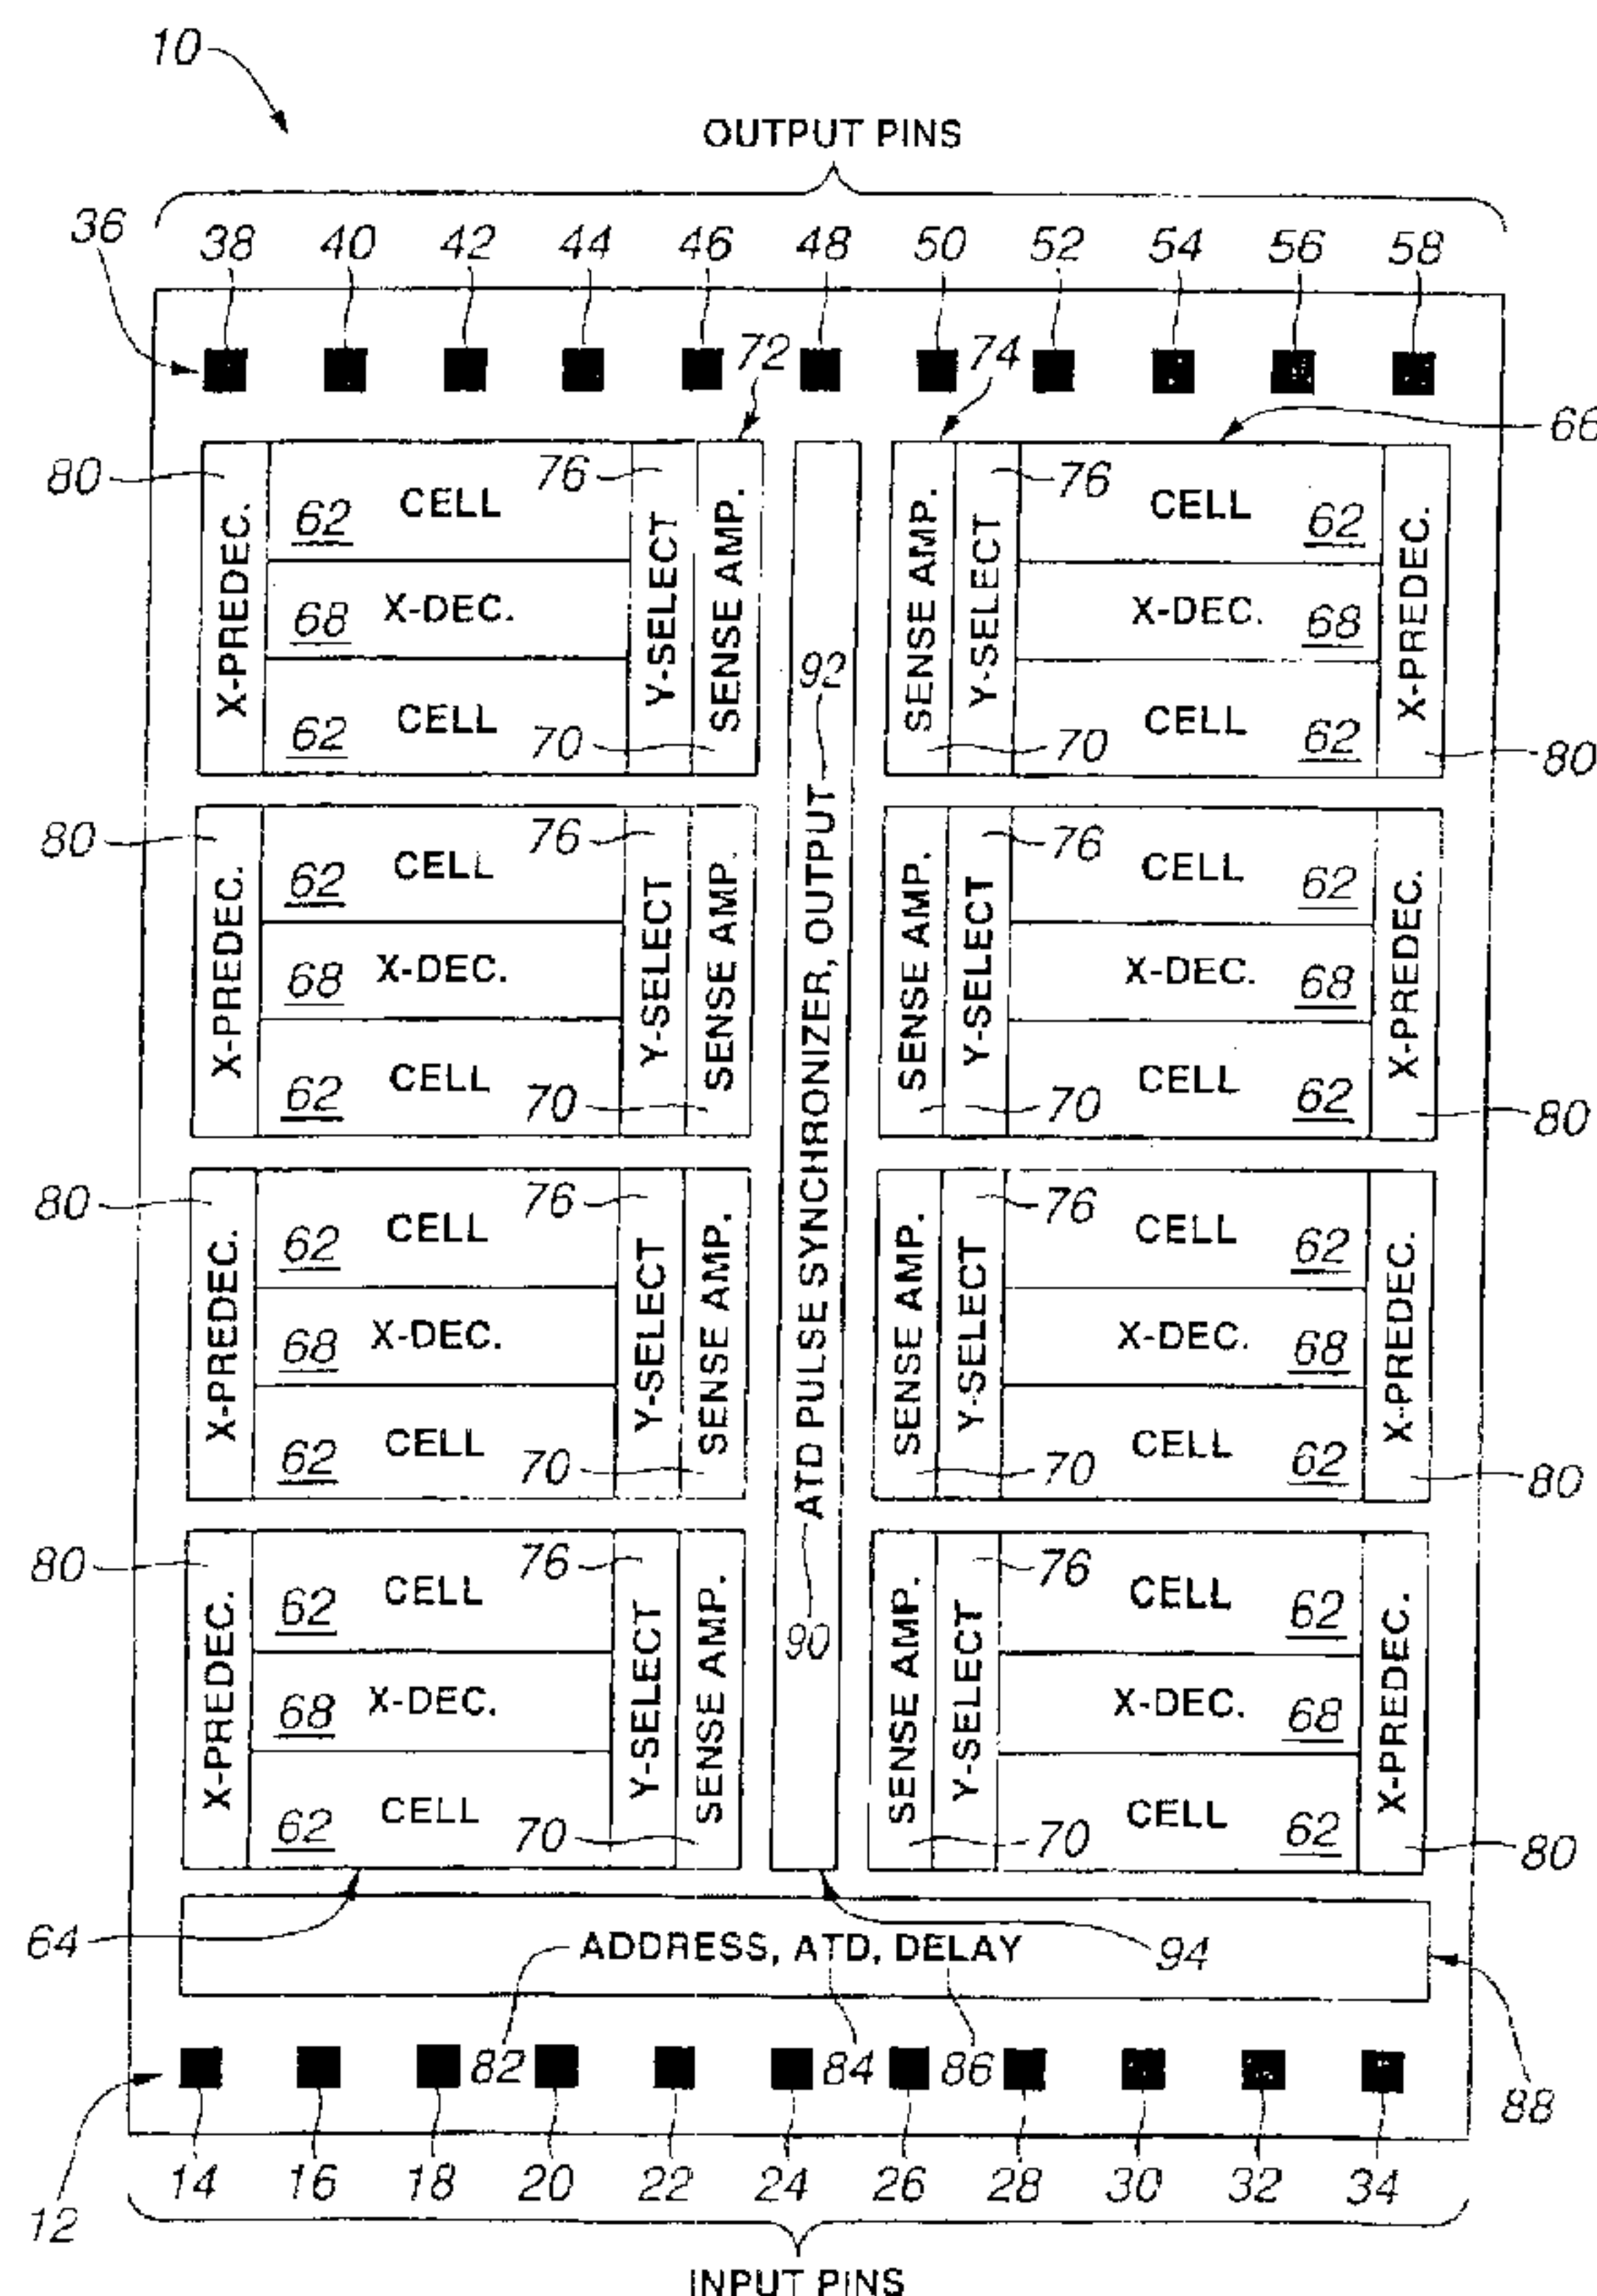 10
OUTPUT PINS
36 38 40 42 44 46 48 50 52 54 56 58
72 74 66
80 X-PREDEC. 62 CELL 76 Y-SELECT SENSE AMP. SENSE AMP. Y-SELECT 76 CELL 62 X-PREDEC.
68 X-DEC. X-DEC. 68
62 CELL 70 70 CELL 62 80
92
ATD PULSE SYNCHRONIZER, OUTPUT
90
80 X-PREDEC. 62 CELL 76 Y-SELECT SENSE AMP. SENSE AMP. Y-SELECT 76 CELL 62 X-PREDEC.
68 X-DEC. X-DEC. 68
62 CELL 70 70 CELL 62 80
80 X-PREDEC. 62 CELL 76 Y-SELECT SENSE AMP. SENSE AMP. Y-SELECT 76 CELL 62 X-PREDEC.
68 X-DEC. X-DEC. 68
62 CELL 70 70 CELL 62 80
80 X-PREDEC. 62 CELL 76 Y-SELECT SENSE AMP. SENSE AMP. Y-SELECT 76 CELL 62 X-PREDEC.
68 X-DEC. X-DEC. 68
62 CELL 70 70 CELL 62 80
64 ADDRESS, ATD, DELAY 94
82 84 86 88
14 16 18 20 22 24 26 28 30 32 34
12
INPUT PINS